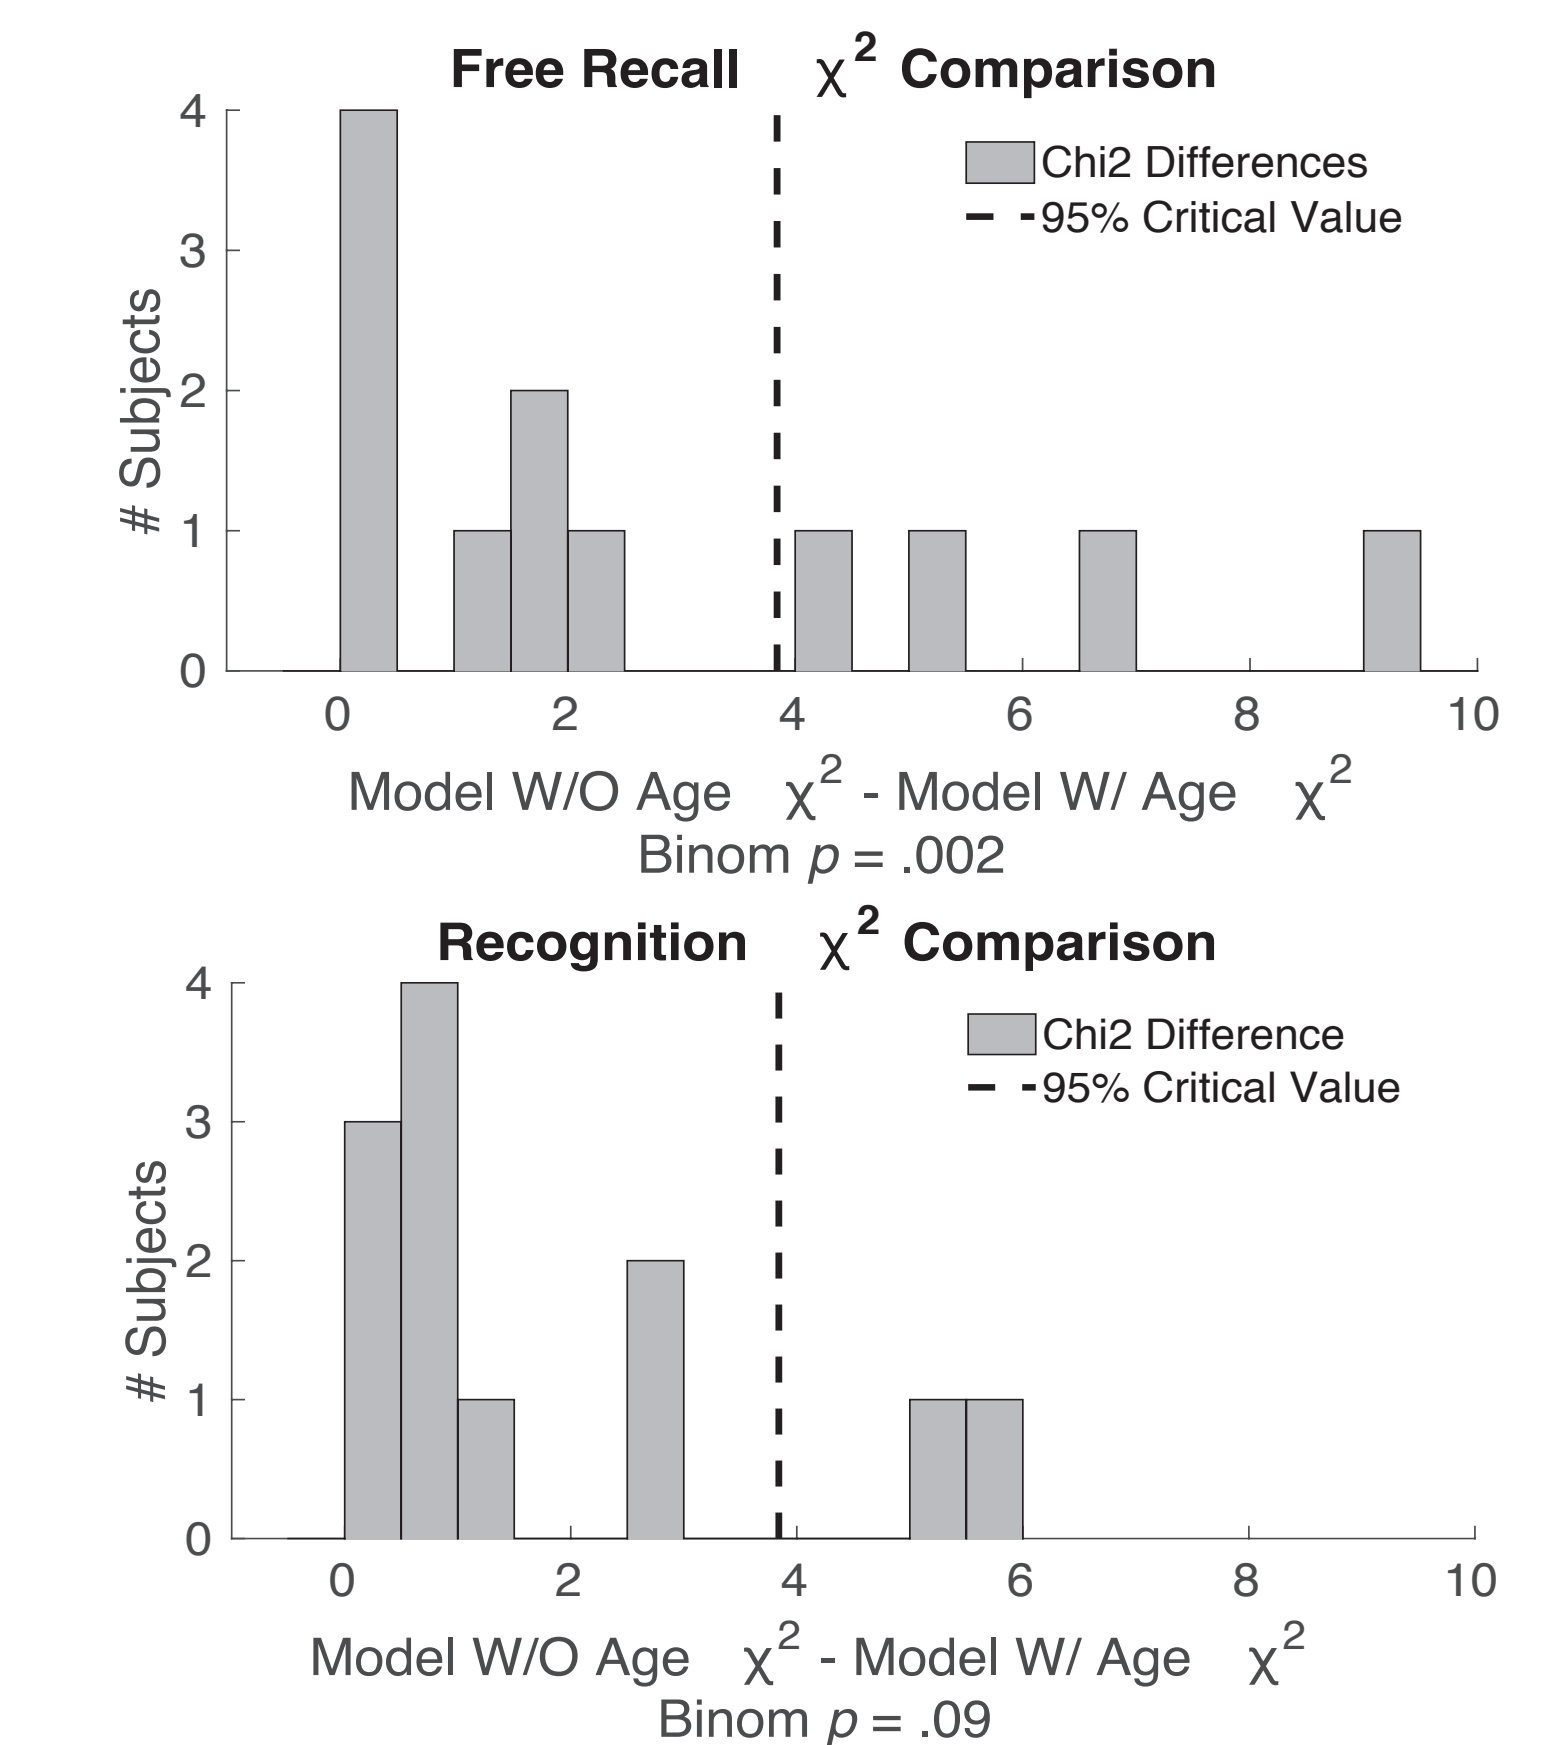 Free Recall χ² Comparison
4
3
2
1
0
# Subjects
Chi2 Differences
95% Critical Value
0 2 4 6 8 10
Model W/O Age χ² - Model W/ Age χ²
Binom p = .002
Recognition χ² Comparison
4
3
2
1
0
# Subjects
Chi2 Difference
95% Critical Value
0 2 4 6 8 10
Model W/O Age χ² - Model W/ Age χ²
Binom p = .09